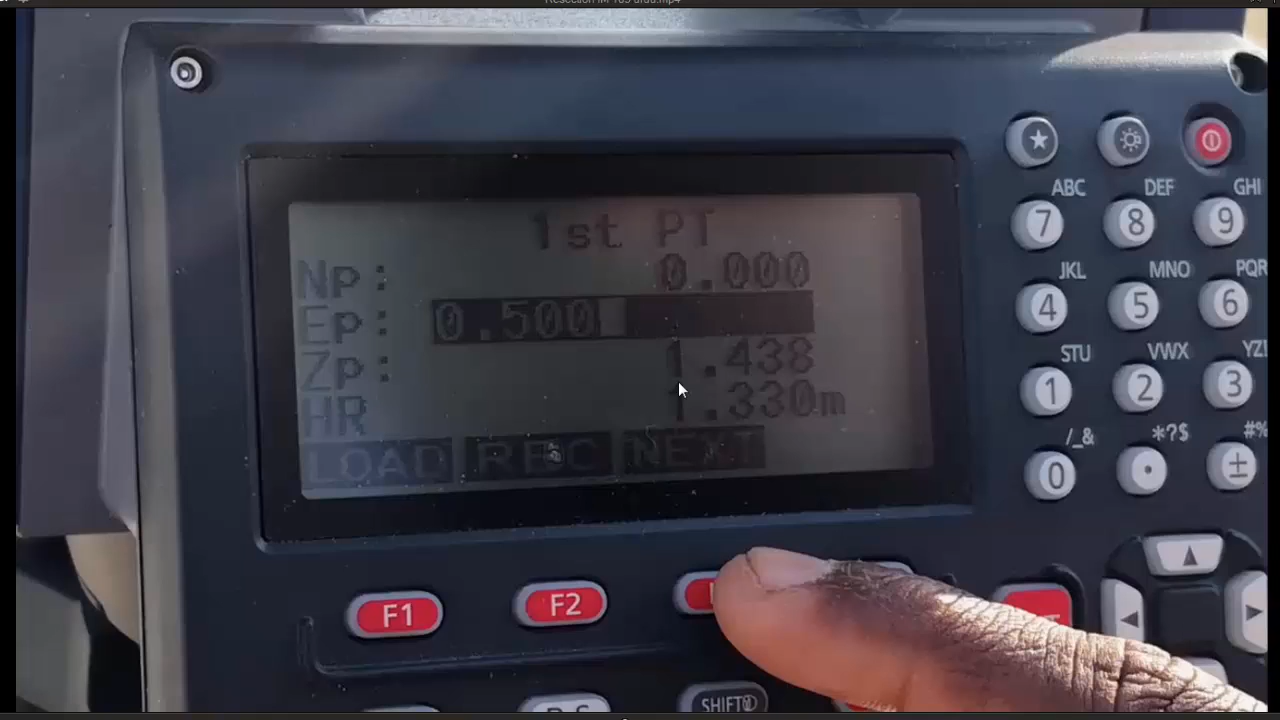 1st PT
Np: 0.000
Ep: 0.500
Zp: 1.438
HR 1.330m
LOAD REC NEXT
ABC DEF GHI
7 8 9
JKL MNO PQR
4 5 6
STU VWX YZ
1 2 3
/_& *?$ #%
0 • ±
F1 F2
SHIFT